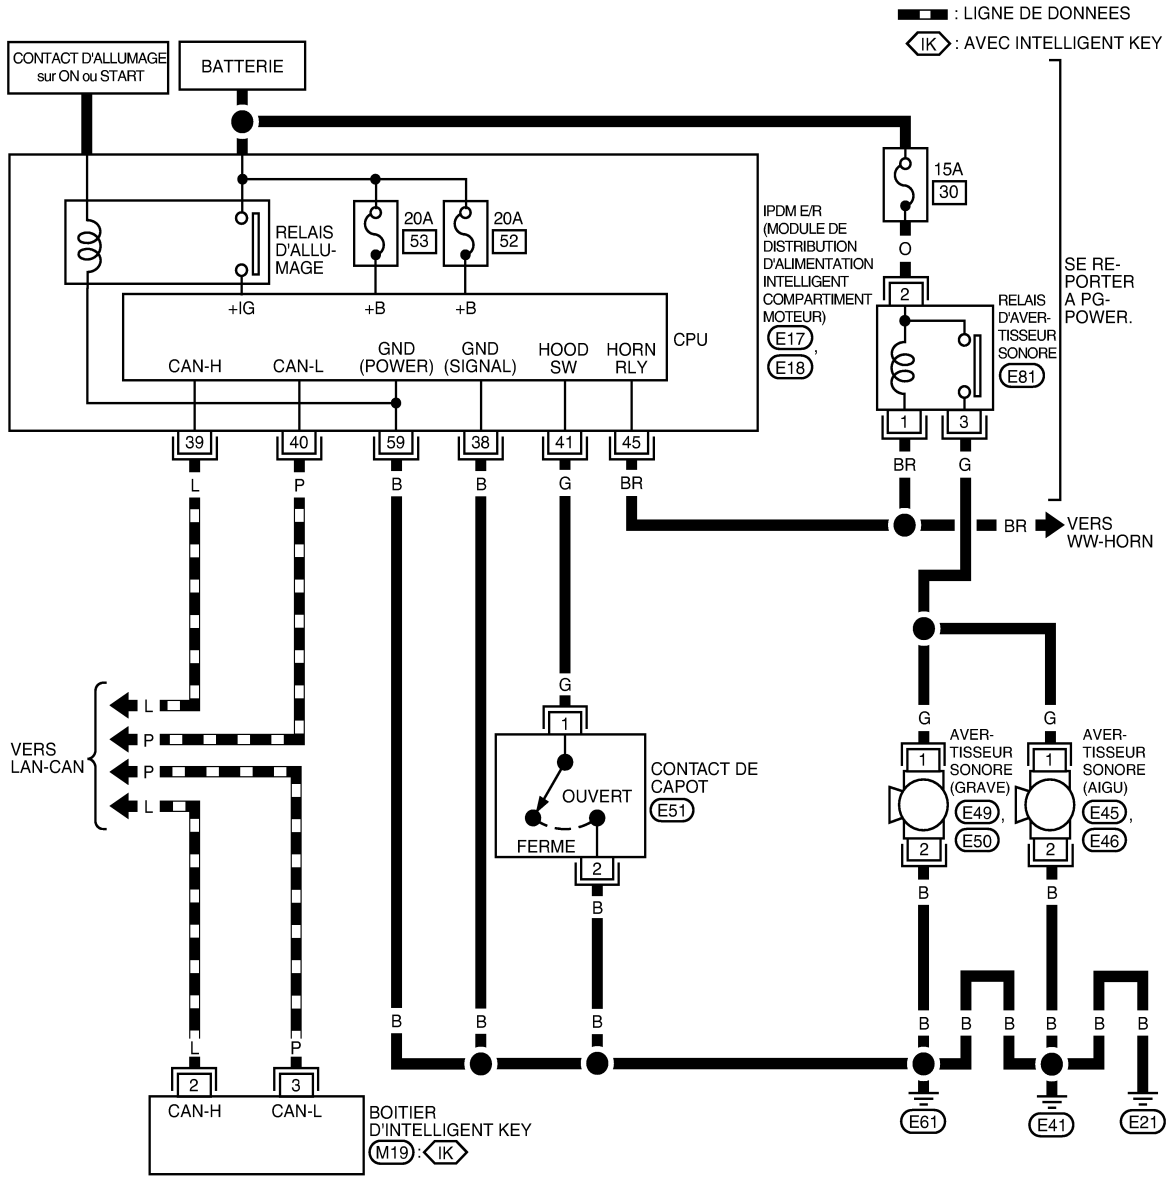 : LIGNE DE DONNEES
IK : AVEC INTELLIGENT KEY
CONTACT D'ALLUMAGE
sur ON ou START
BATTERIE
15A
30
O
2
RELAIS
D'ALLU-
MAGE
20A
53
20A
52
IPDM E/R
(MODULE DE
DISTRIBUTION
D'ALIMENTATION
INTELLIGENT
COMPARTIMENT
MOTEUR)
E17 ,
E18
RELAIS
D'AVER-
TISSEUR
SONORE
E81
SE RE-
PORTER
A PG-
POWER.
+IG
+B
+B
CPU
CAN-H
CAN-L
GND
(POWER)
GND
(SIGNAL)
HOOD
SW
HORN
RLY
1
3
39
40
59
38
41
45
BR
G
L
P
B
B
G
BR
BR
VERS
WW-HORN
G
1
CONTACT DE
CAPOT
E51
OUVERT
FERME
2
B
VERS
LAN-CAN
L
P
P
L
G
G
1
1
AVER-
TISSEUR
SONORE
(GRAVE)
E49 ,
E50
AVER-
TISSEUR
SONORE
(AIGU)
E45 ,
E46
2
2
B
B
B
B
B
B
B
B
B
B
B
L
P
2
3
CAN-H
CAN-L
BOITIER
D'INTELLIGENT KEY
M19 : IK
E61
E41
E21